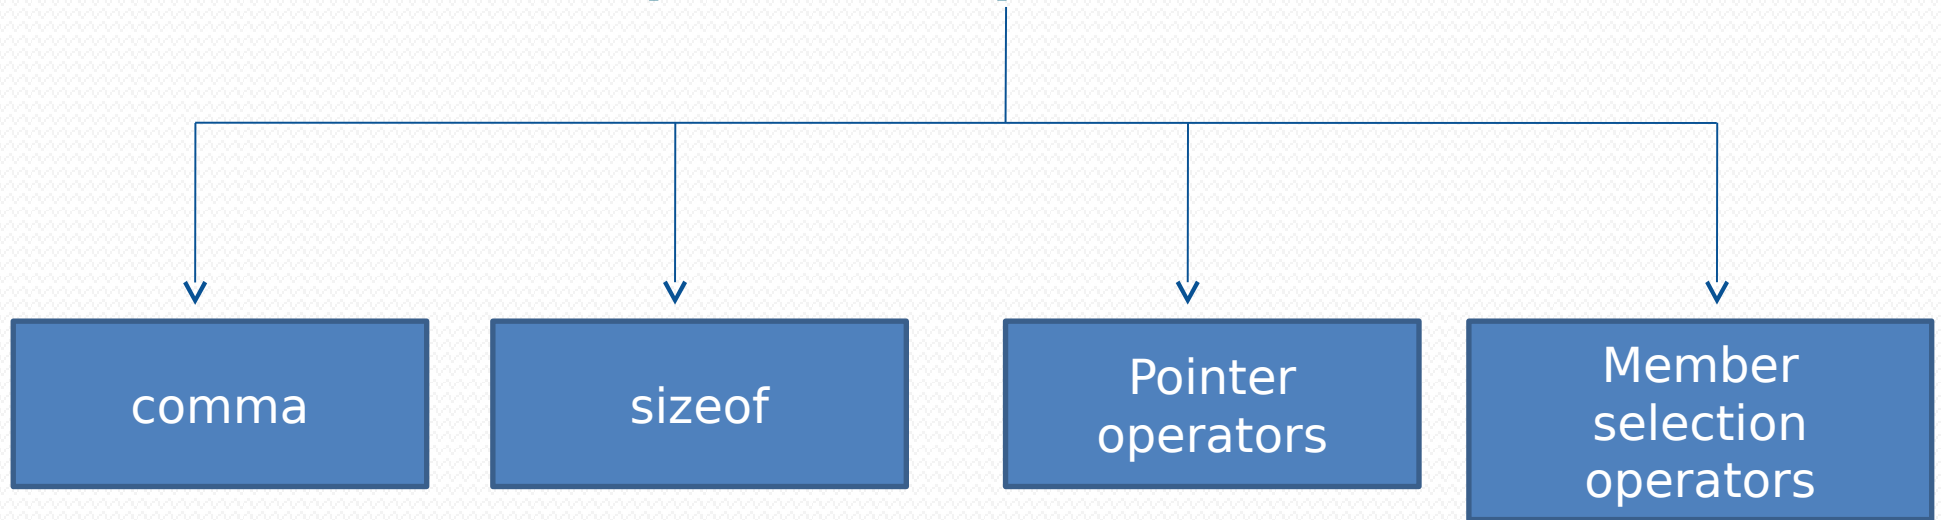 comma
sizeof
Pointer
operators
Member
selection
operators